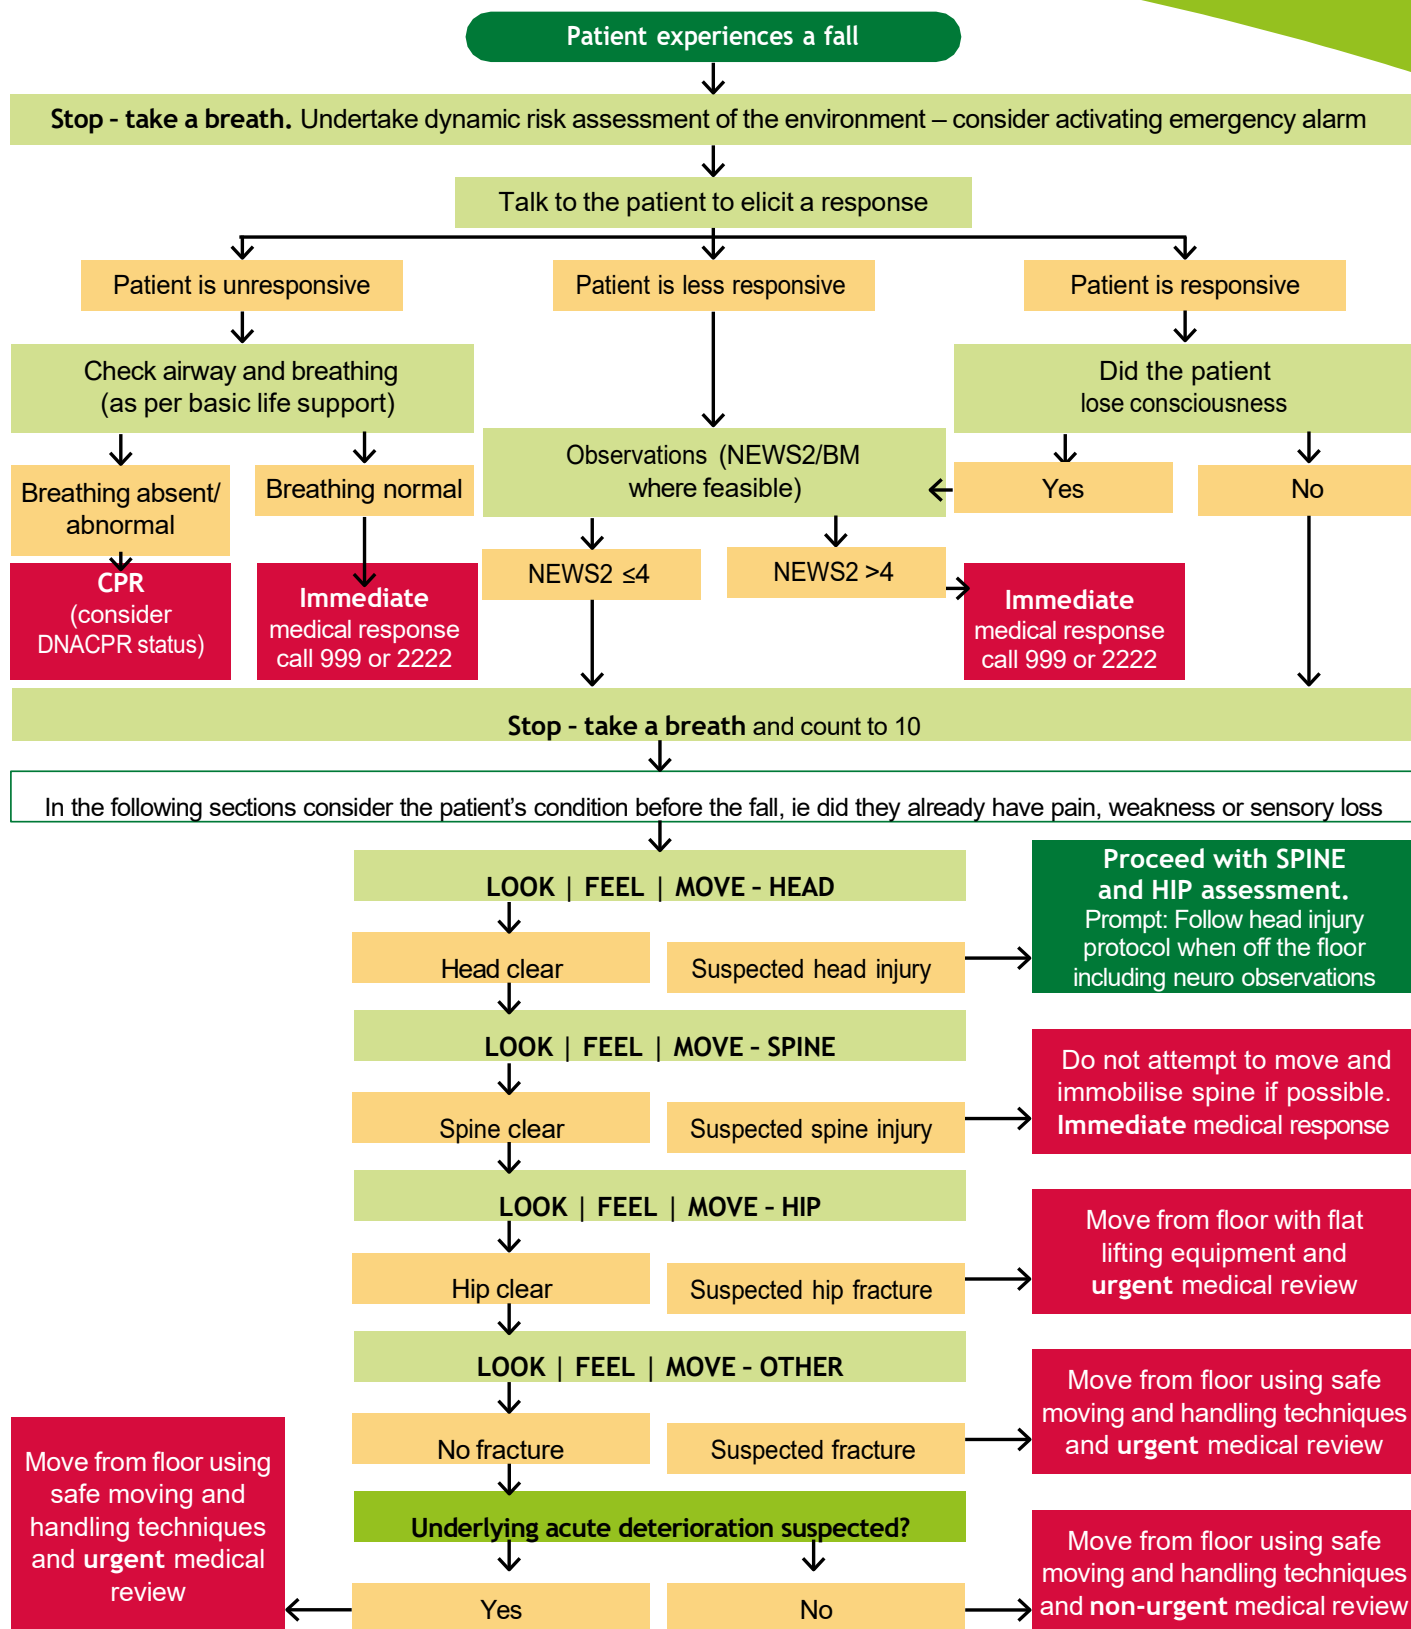 Patient experiences a fall
Stop – take a breath. Undertake dynamic risk assessment of the environment – consider activating emergency alarm
Talk to the patient to elicit a response
Patient is unresponsive
Patient is less responsive
Patient is responsive
Check airway and breathing
(as per basic life support)
Did the patient
lose consciousness
Observations (NEWS2/BM
where feasible)
Breathing absent/
abnormal
Breathing normal
Yes
No
NEWS2 ≤4
NEWS2 >4
CPR
(consider
DNACPR status)
Immediate
medical response
call 999 or 2222
Immediate
medical response
call 999 or 2222
Stop – take a breath and count to 10
In the following sections consider the patient’s condition before the fall, ie did they already have pain, weakness or sensory loss
LOOK | FEEL | MOVE – HEAD
Head clear
Suspected head injury
Proceed with SPINE
and HIP assessment.
Prompt: Follow head injury
protocol when off the floor
including neuro observations
LOOK | FEEL | MOVE – SPINE
Spine clear
Suspected spine injury
Do not attempt to move and
immobilise spine if possible.
Immediate medical response
LOOK | FEEL | MOVE – HIP
Hip clear
Suspected hip fracture
Move from floor with flat
lifting equipment and
urgent medical review
LOOK | FEEL | MOVE – OTHER
No fracture
Suspected fracture
Move from floor using safe
moving and handling techniques
and urgent medical review
Underlying acute deterioration suspected?
Yes
No
Move from floor using
safe moving and
handling techniques
and urgent medical
review
Move from floor using safe
moving and handling techniques
and non-urgent medical review